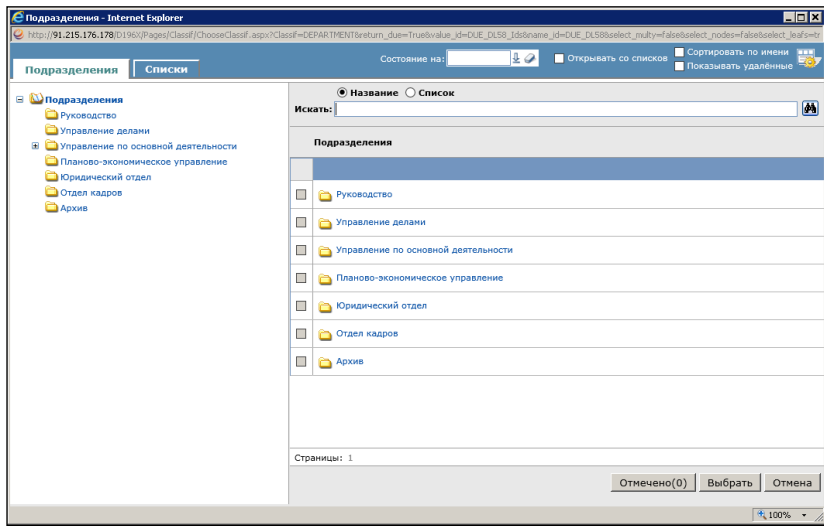 Подразделения - Internet Explorer
http://91.215.176.178/D196X/Pages/Classif/ChooseClassif.aspx?Classif=DEPARTMENT&return_due=True&value_id=DUE_DL58_Ids&name_id=DUE_DL58&select_multy=false&select_nodes=false&select_leafs=tr
Подразделения Списки Состояние на: Открывать со списков Сортировать по имени
Показывать удалённые
Подразделения
Руководство
Управление делами
Управление по основной деятельности
Планово-экономическое управление
Юридический отдел
Отдел кадров
Архив
Название Список
Искать:
Подразделения
Руководство
Управление делами
Управление по основной деятельности
Планово-экономическое управление
Юридический отдел
Отдел кадров
Архив
Страницы: 1
Отмечено(0) Выбрать Отмена
100%